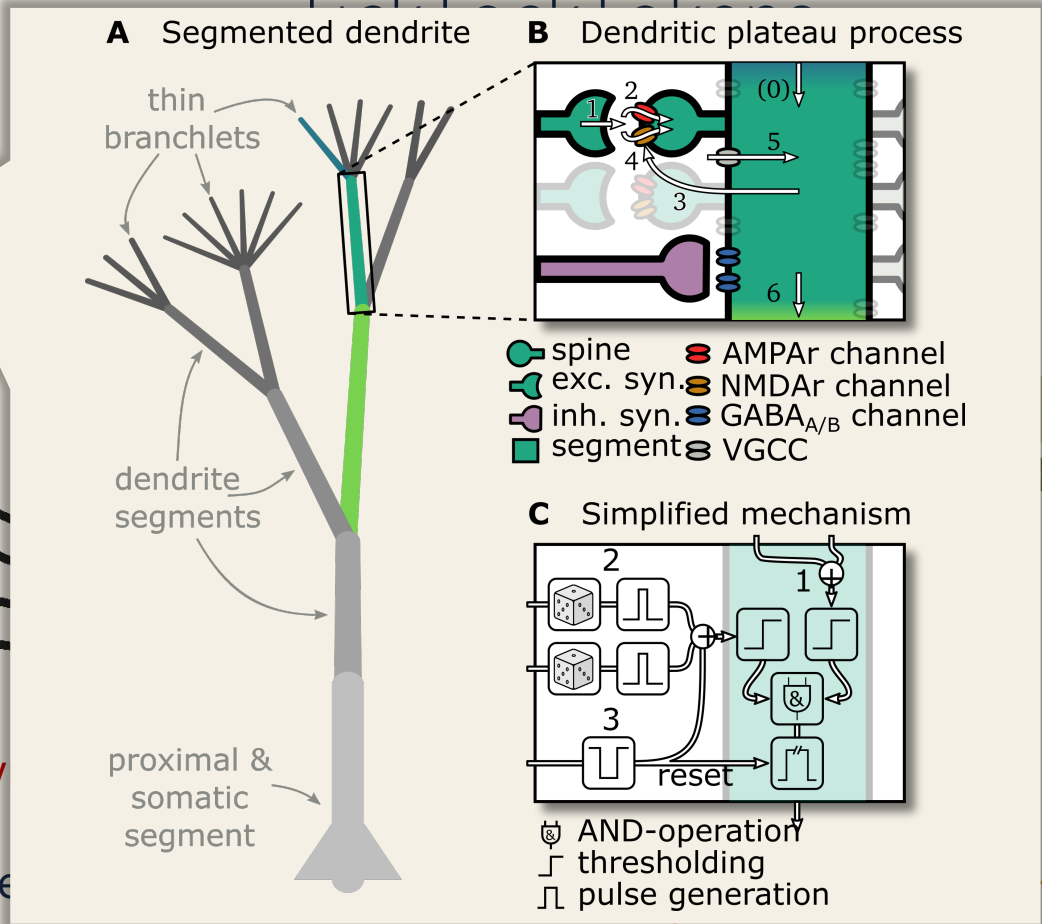 A Segmented dendrite
thin
branchlets
dendrite
segments
proximal &
somatic
segment
B Dendritic plateau process
(0)
1
2
4
3
5
6
spine
exc. syn.
inh. syn.
segment
AMPAr channel
NMDAr channel
GABAA/B channel
VGCC
C Simplified mechanism
2
1
&
3
reset
& AND-operation
thresholding
pulse generation